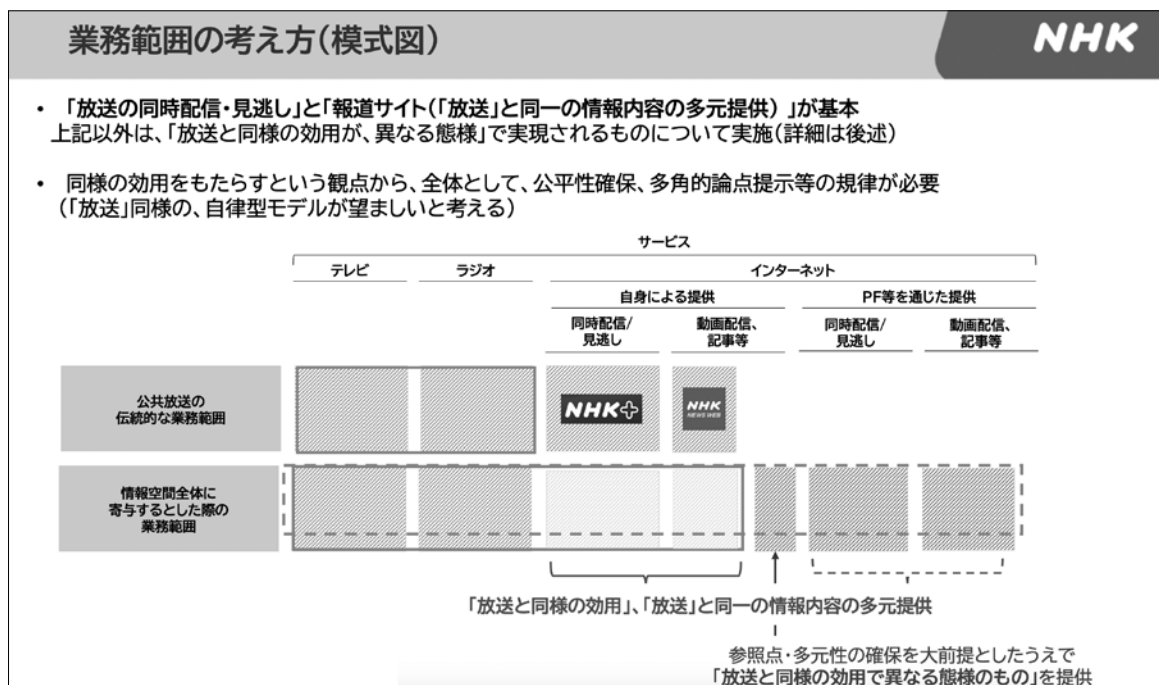 業務範囲の考え方(模式図)
NHK
• 「放送の同時配信・見逃し」と「報道サイト(「放送」と同一の情報内容の多元提供) 」が基本
上記以外は、「放送と同様の効用が、異なる態様」で実現されるものについて実施(詳細は後述)
• 同様の効用をもたらすという観点から、全体として、公平性確保、多角的論点提示等の規律が必要
(「放送」同様の、自律型モデルが望ましいと考える)
サービス
テレビ ラジオ インターネット
自身による提供 PF等を通じた提供
同時配信/ 動画配信、 同時配信/ 動画配信、
見逃し 記事等 見逃し 記事等
公共放送の
伝統的な業務範囲
NHK+
NHK
NEWS WEB
情報空間全体に
寄与するとした際の
業務範囲
「放送と同様の効用」、「放送」と同一の情報内容の多元提供
参照点・多元性の確保を大前提としたうえで
「放送と同様の効用で異なる態様のもの」を提供